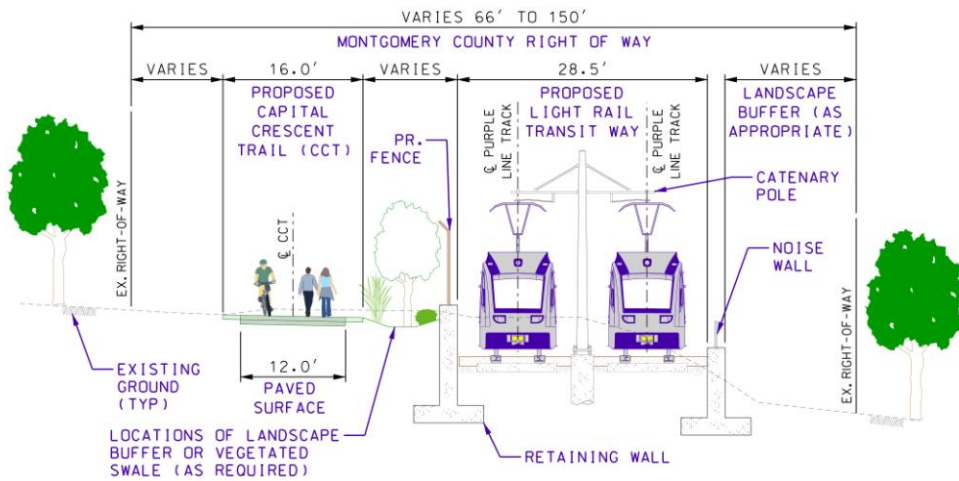 VARIES 66' TO 150'
MONTGOMERY COUNTY RIGHT OF WAY
VARIES
16.0'
VARIES
28.5'
VARIES
PROPOSED
CAPITAL
CRESCENT
TRAIL (CCT)
PR.
FENCE
℄ PURPLE
LINE TRACK
PROPOSED
LIGHT RAIL
TRANSIT WAY
℄ PURPLE
LINE TRACK
LANDSCAPE
BUFFER (AS
APPROPRIATE)
CATENARY
POLE
EX. RIGHT-OF-WAY
℄ CCT
NOISE
WALL
EX. RIGHT-OF-WAY
EXISTING
GROUND
(TYP)
12.0'
PAVED
SURFACE
LOCATIONS OF LANDSCAPE
BUFFER OR VEGETATED
SWALE (AS REQUIRED)
RETAINING WALL